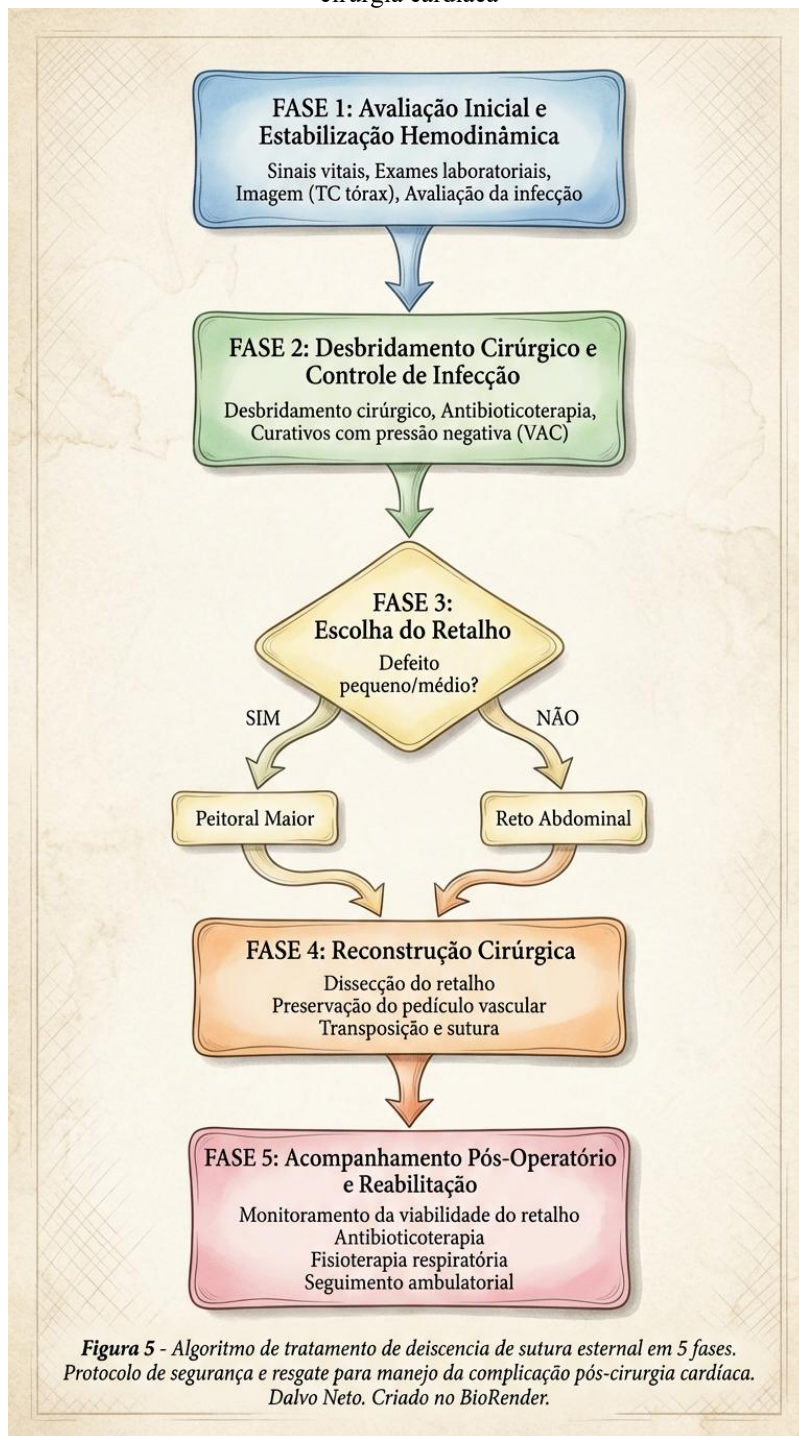 cirurgia cardíaca
FASE 1: Avaliação Inicial e
Estabilização Hemodinâmica
Sinais vitais, Exames laboratoriais,
Imagem (TC tórax), Avaliação da infecção
FASE 2: Desbridamento Cirúrgico e
Controle de Infecção
Desbridamento cirúrgico, Antibioticoterapia,
Curativos com pressão negativa (VAC)
FASE 3:
Escolha do Retalho
Defeito
pequeno/médio?
SIM
NÃO
Peitoral Maior
Reto Abdominal
FASE 4: Reconstrução Cirúrgica
Dissecção do retalho
Preservação do pedículo vascular
Transposição e sutura
FASE 5: Acompanhamento Pós-Operatório
e Reabilitação
Monitoramento da viabilidade do retalho
Antibioticoterapia
Fisioterapia respiratória
Seguimento ambulatorial
Figura 5 - Algoritmo de tratamento de deiscencia de sutura esternal em 5 fases.
Protocolo de segurança e resgate para manejo da complicação pós-cirurgia cardíaca.
Dalvo Neto. Criado no BioRender.